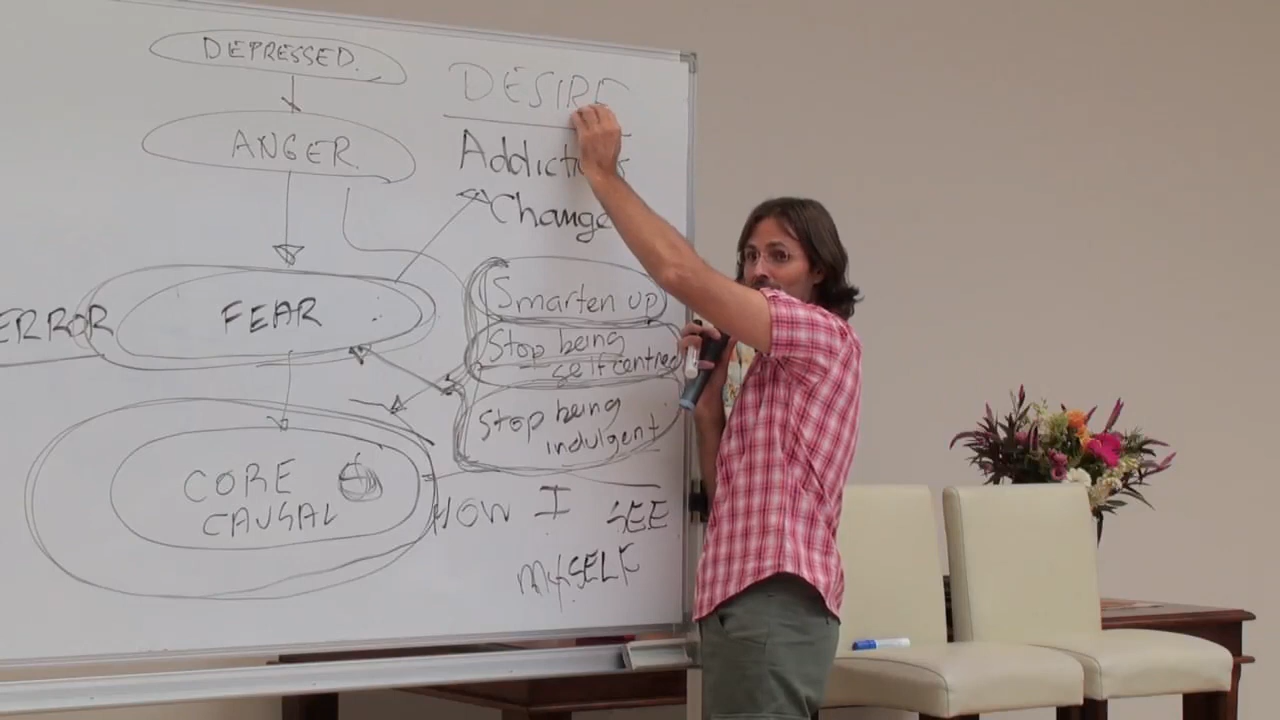 DEPRESSED.
ANGER.
ERROR
FEAR
CORE
CAUSAL
DESIRE
Change
Smarten up
Stop being
self centred
Stop being
indulgent
HOW I SEE
MYSELF